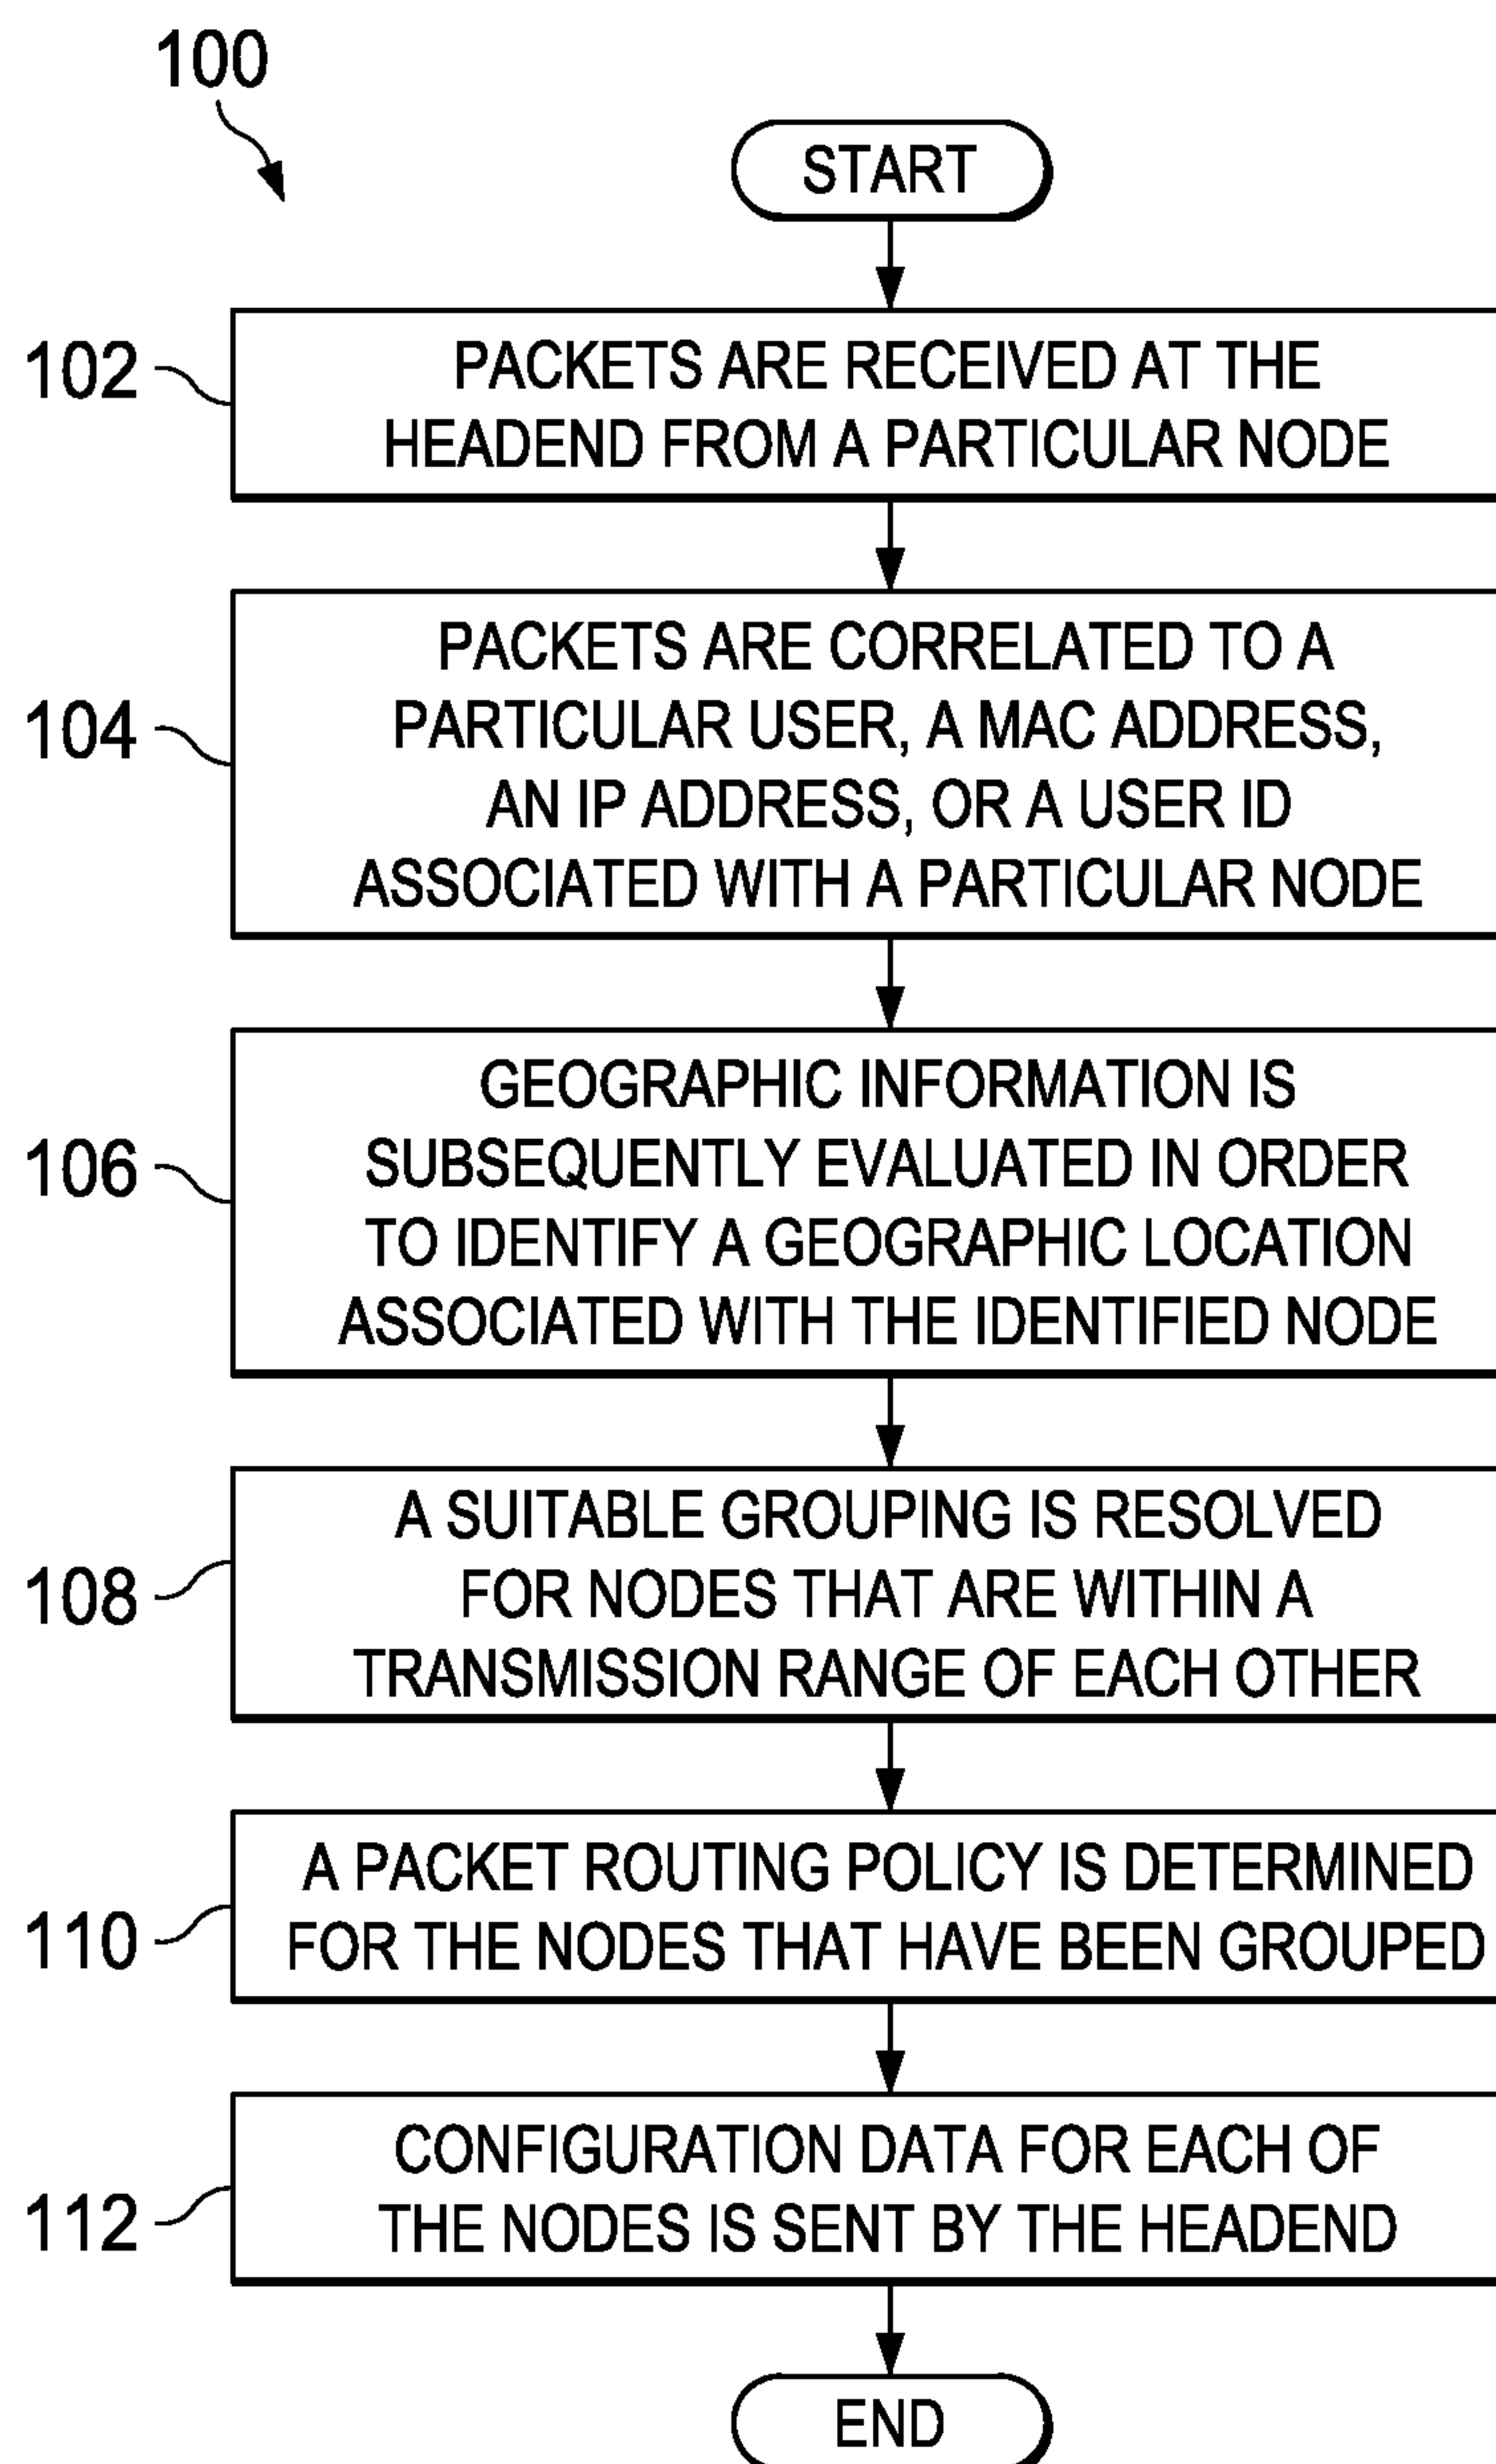 100
START
102
PACKETS ARE RECEIVED AT THE
HEADEND FROM A PARTICULAR NODE
104
PACKETS ARE CORRELATED TO A
PARTICULAR USER, A MAC ADDRESS,
AN IP ADDRESS, OR A USER ID
ASSOCIATED WITH A PARTICULAR NODE
106
GEOGRAPHIC INFORMATION IS
SUBSEQUENTLY EVALUATED IN ORDER
TO IDENTIFY A GEOGRAPHIC LOCATION
ASSOCIATED WITH THE IDENTIFIED NODE
108
A SUITABLE GROUPING IS RESOLVED
FOR NODES THAT ARE WITHIN A
TRANSMISSION RANGE OF EACH OTHER
110
A PACKET ROUTING POLICY IS DETERMINED
FOR THE NODES THAT HAVE BEEN GROUPED
112
CONFIGURATION DATA FOR EACH OF
THE NODES IS SENT BY THE HEADEND
END